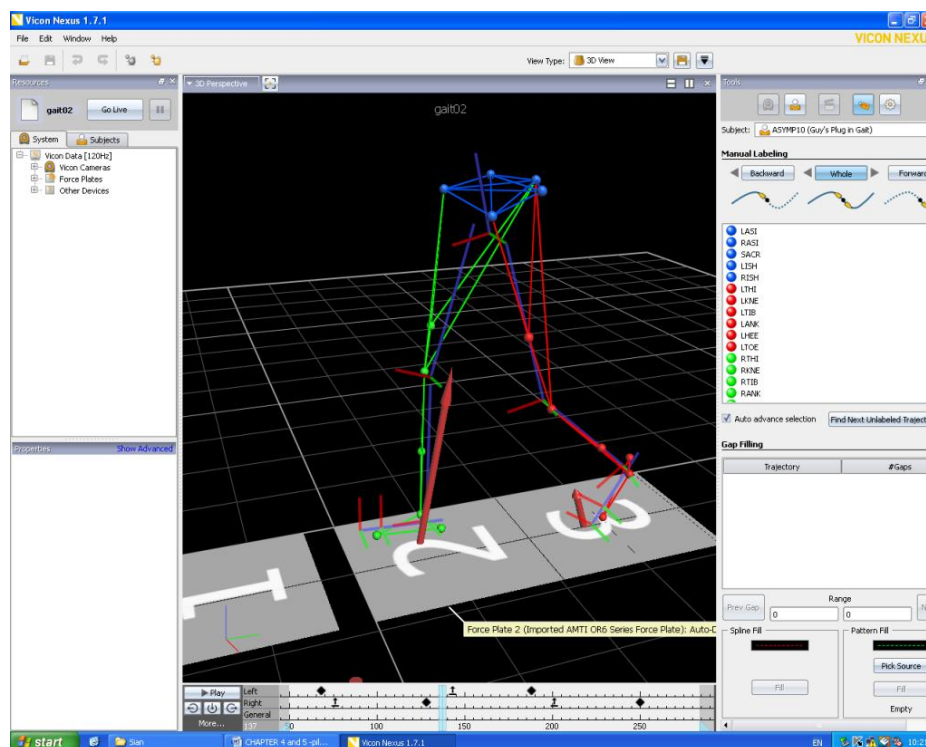 Vicon Nexus 1.7.1
File Edit Window Help
VICON NEXU
View Type: 3D View
Resources
3D Perspective
Tools
gait02
Go Live
gait02
System Subjects
Subject: ASYMP10 (Guy's Plug in Gait)
Vicon Data [120Hz]
Vicon Cameras
Force Plates
Other Devices
Manual Labeling
Backward Whole Forward
LASI
RASI
SACR
LISH
RISH
LTHI
LKNE
LTIB
LANK
LHEE
LTOE
RTHI
RKNE
RTIB
RANK
Auto advance selection Find Next Unlabeled Traject
Properties Show Advanced
Gap Filling
Trajectory #Gaps
1
2
3
Prev Gap Range
0 0
Force Plate 2 (Imported AMTI OR6 Series Force Plate): Auto-D
Spline Fill Pattern Fill
Pick Source
Fill Fill
Empty
Play Left
Right
General
More... 137 50 100 150 200 250
start Sian CHAPTER 4 and 5 -pil... Vicon Nexus 1.7.1 EN